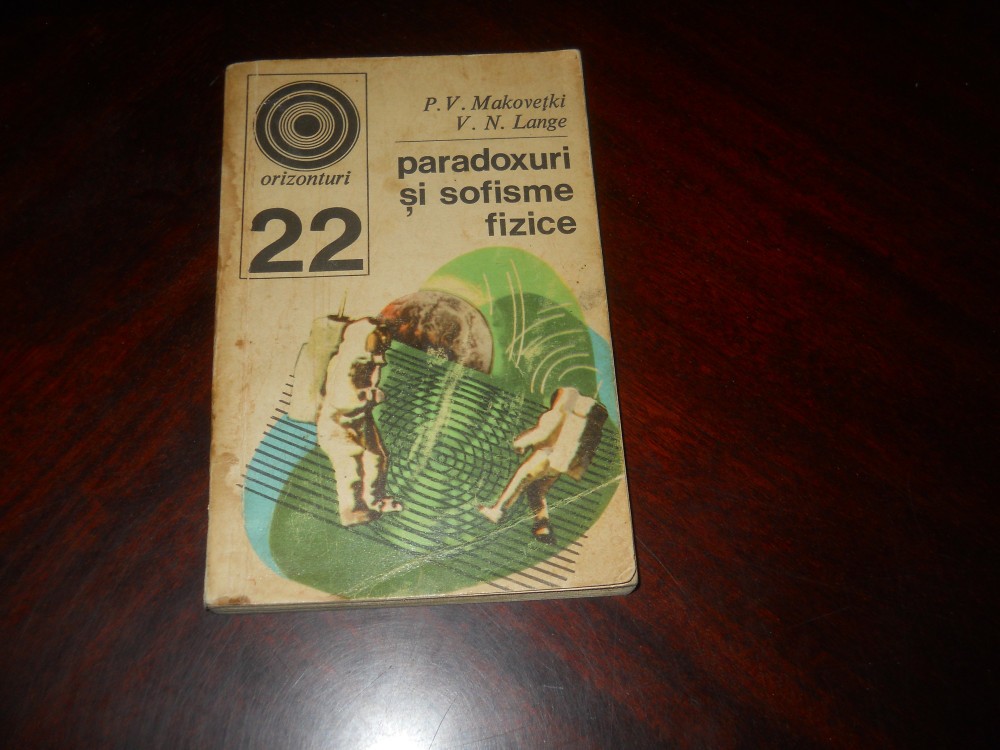 orizonturi
22
P.V. Makovețki
V. N. Lange
paradoxuri
și sofisme
fizice